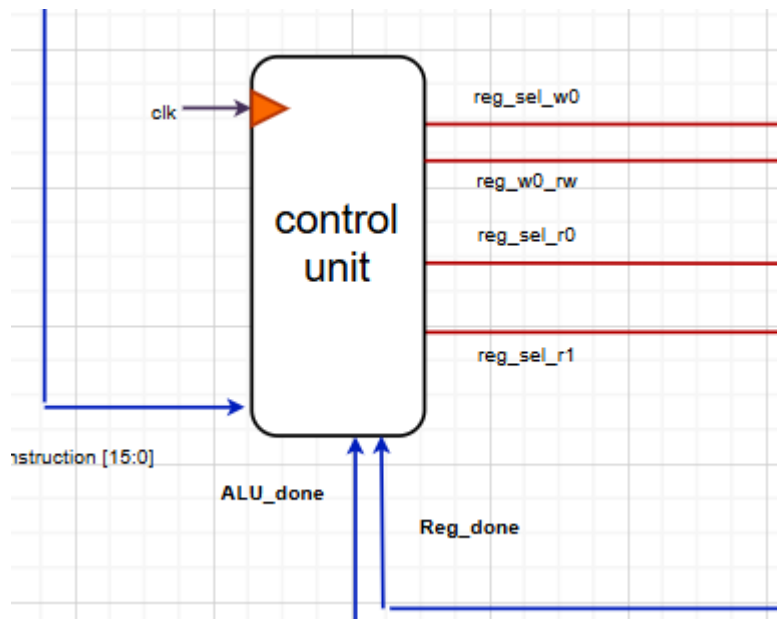 reg_sel_w0
clk
reg_w0_rw
control
unit
reg_sel_r0
reg_sel_r1
nstruction [15:0]
ALU_done
Reg_done